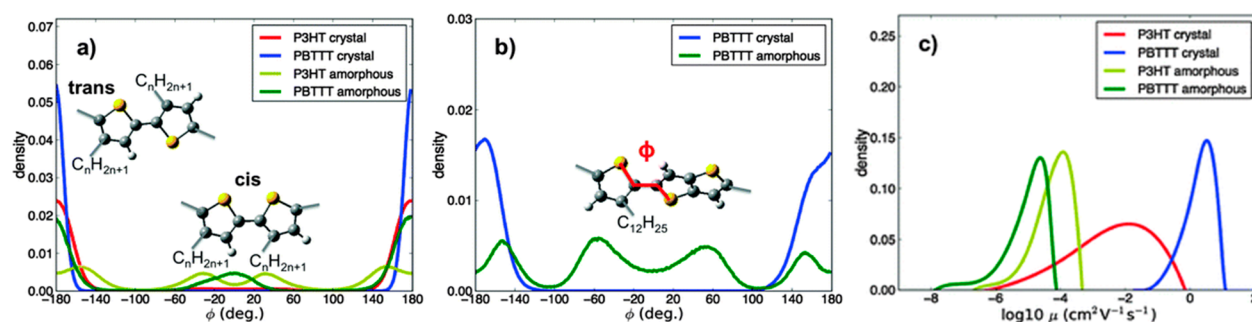 a)
P3HT crystal
PBTTT crystal
P3HT amorphous
PBTTT amorphous
trans
CnH2n+1
CnH2n+1
cis
CnH2n+1
CnH2n+1
density
0.07
0.06
0.05
0.04
0.03
0.02
0.01
0.00
-180 -140 -100 -60 -20 20 60 100 140 180
ϕ (deg.)
b)
PBTTT crystal
PBTTT amorphous
ϕ
C12H25
density
0.03
0.02
0.01
0.00
-180 -140 -100 -60 -20 20 60 100 140 180
ϕ (deg.)
c)
P3HT crystal
PBTTT crystal
P3HT amorphous
PBTTT amorphous
density
0.25
0.20
0.15
0.10
0.05
0.00
−8 −6 −4 −2 0
log10 μ (cm²V⁻¹s⁻¹)